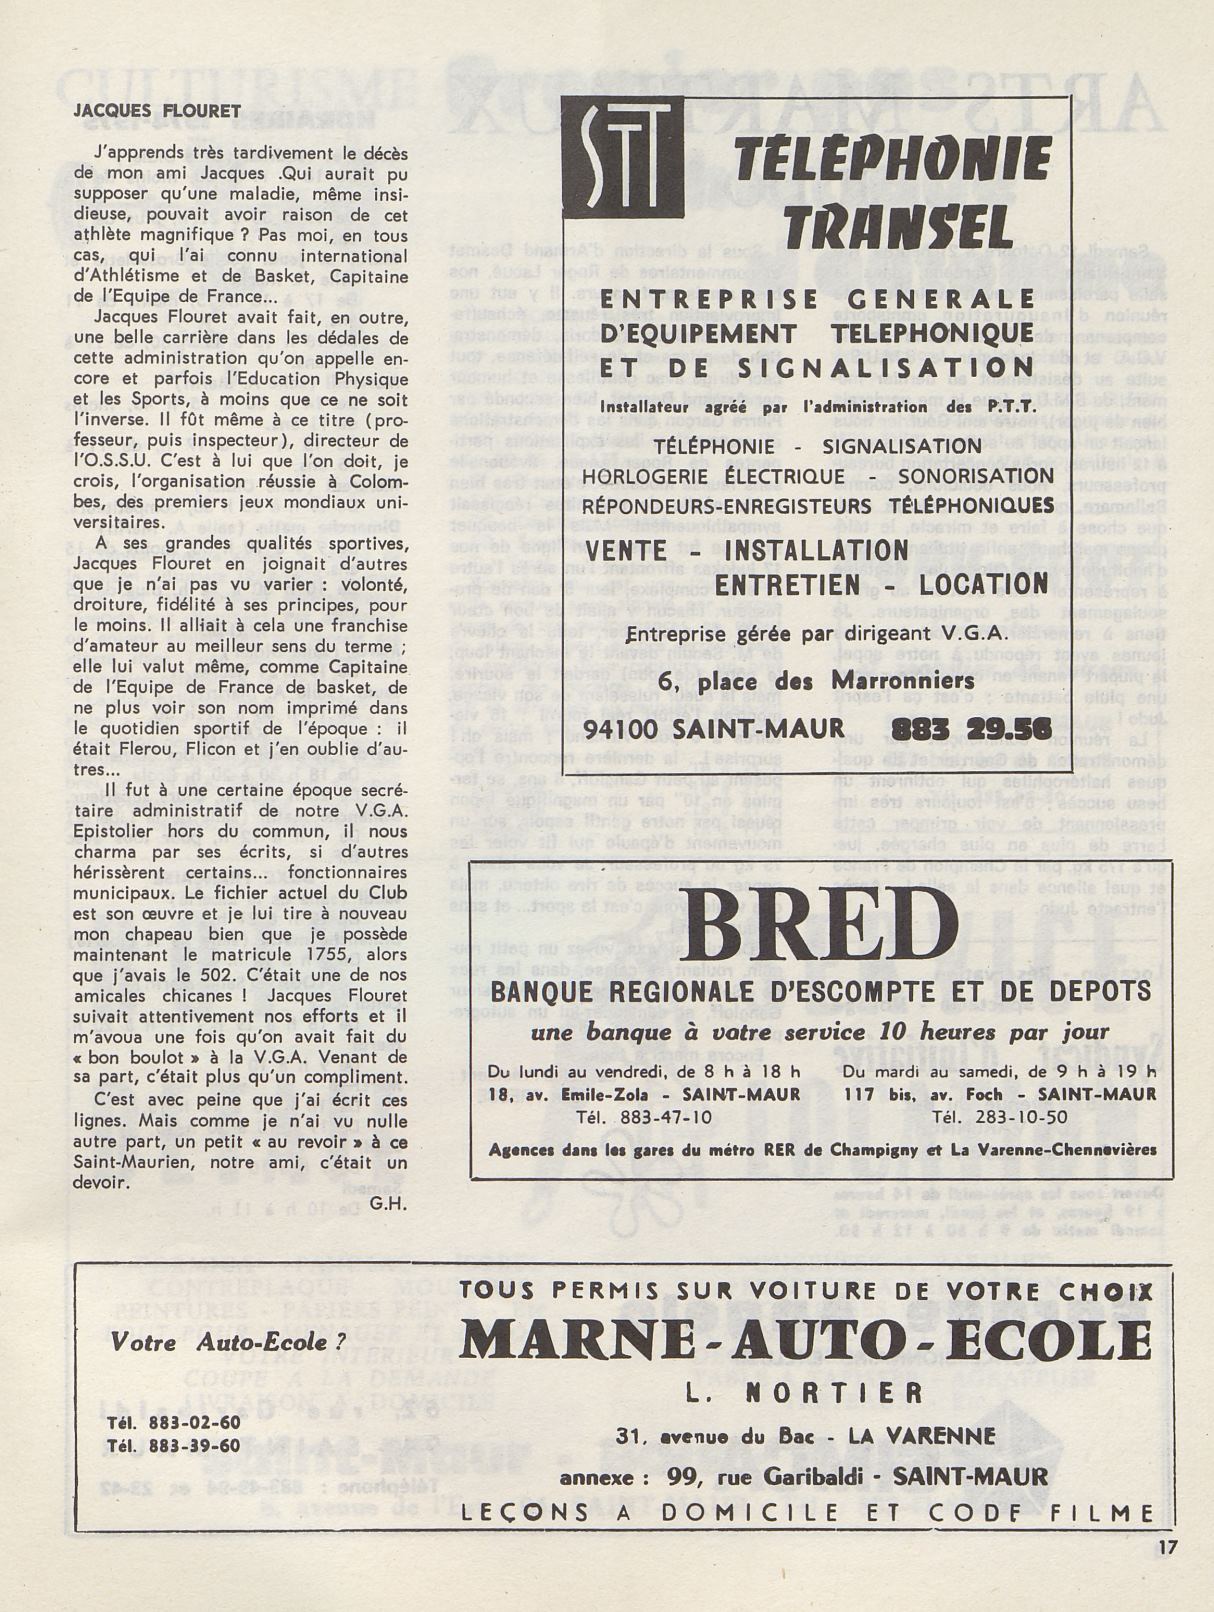 JACQUES FLOURET
J'apprends très tardivement le décès
de mon ami Jacques .Qui aurait pu
supposer qu'une maladie, même insi-
dieuse, pouvait avoir raison de cet
athlète magnifique ? Pas moi, en tous
cas, qui l'ai connu international
d'Athlétisme et de Basket, Capitaine
de l'Equipe de France...
Jacques Flouret avait fait, en outre,
une belle carrière dans les dédales de
cette administration qu'on appelle en-
core et parfois l'Education Physique
et les Sports, à moins que ce ne soit
l'inverse. Il fût même à ce titre (pro-
fesseur, puis inspecteur), directeur de
l'O.S.S.U. C'est à lui que l'on doit, je
crois, l'organisation réussie à Colom-
bes, des premiers jeux mondiaux uni-
versitaires.
A ses grandes qualités sportives,
Jacques Flouret en joignait d'autres
que je n'ai pas vu varier : volonté,
droiture, fidélité à ses principes, pour
le moins. Il alliait à cela une franchise
d'amateur au meilleur sens du terme ;
elle lui valut même, comme Capitaine
de l'Equipe de France de basket, de
ne plus voir son nom imprimé dans
le quotidien sportif de l'époque : il
était Flerou, Flicon et j'en oublie d'au-
tres...
Il fut à une certaine époque secré-
taire administratif de notre V.G.A.
Epistolier hors du commun, il nous
charma par ses écrits, si d'autres
hérissèrent certains... fonctionnaires
municipaux. Le fichier actuel du Club
est son œuvre et je lui tire à nouveau
mon chapeau bien que je possède
maintenant le matricule 1755, alors
que j'avais le 502. C'était une de nos
amicales chicanes ! Jacques Flouret
suivait attentivement nos efforts et il
m'avoua une fois qu'on avait fait du
« bon boulot » à la V.G.A. Venant de
sa part, c'était plus qu'un compliment.
C'est avec peine que j'ai écrit ces
lignes. Mais comme je n'ai vu nulle
autre part, un petit « au revoir » à ce
Saint-Maurien, notre ami, c'était un
devoir.
G.H.
STT
TÉLÉPHONIE
TRANSEL
ENTREPRISE GENERALE
D'EQUIPEMENT TELEPHONIQUE
ET DE SIGNALISATION
Installateur agréé par l'administration des P.T.T.
TÉLÉPHONIE - SIGNALISATION
HORLOGERIE ÉLECTRIQUE - SONORISATION
RÉPONDEURS-ENREGISTEURS TÉLÉPHONIQUES
VENTE - INSTALLATION
ENTRETIEN - LOCATION
Entreprise gérée par dirigeant V.G.A.
6, place des Marronniers
94100 SAINT-MAUR 883 29.56
BRED
BANQUE REGIONALE D'ESCOMPTE ET DE DEPOTS
une banque à votre service 10 heures par jour
Du lundi au vendredi, de 8 h à 18 h
18, av. Emile-Zola - SAINT-MAUR
Tél. 883-47-10
Du mardi au samedi, de 9 h à 19 h
117 bis, av. Foch - SAINT-MAUR
Tél. 283-10-50
Agences dans les gares du métro RER de Champigny et La Varenne-Chennevières
TOUS PERMIS SUR VOITURE DE VOTRE CHOIX
Votre Auto-Ecole ?
MARNE-AUTO-ECOLE
L. NORTIER
Tél. 883-02-60
Tél. 883-39-60
31, avenue du Bac - LA VARENNE
annexe : 99, rue Garibaldi - SAINT-MAUR
LEÇONS A DOMICILE ET CODE FILME
17